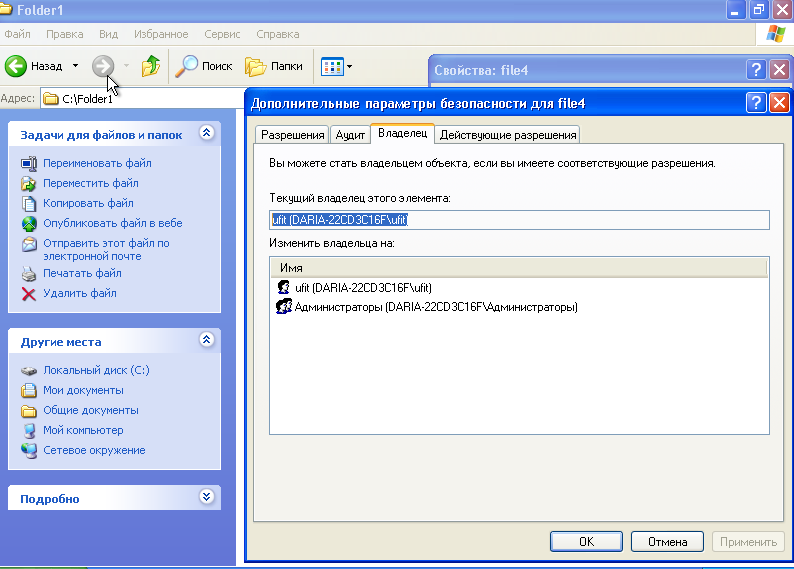 Folder1
Файл Правка Вид Избранное Сервис Справка
Назад Поиск Папки
Адрес: C:\Folder1
Свойства: file4
Дополнительные параметры безопасности для file4
Разрешения Аудит Владелец Действующие разрешения
Вы можете стать владельцем объекта, если вы имеете соответствующие разрешения.
Текущий владелец этого элемента:
ufit (DARIA-22CD3C16F\ufit)
Изменить владельца на:
Имя
ufit (DARIA-22CD3C16F\ufit)
Администраторы (DARIA-22CD3C16F\Администраторы)
OK Отмена Применить
Задачи для файлов и папок
Переименовать файл
Переместить файл
Копировать файл
Опубликовать файл в вебе
Отправить этот файл по
электронной почте
Печатать файл
Удалить файл
Другие места
Локальный диск (C:)
Мои документы
Общие документы
Мой компьютер
Сетевое окружение
Подробно